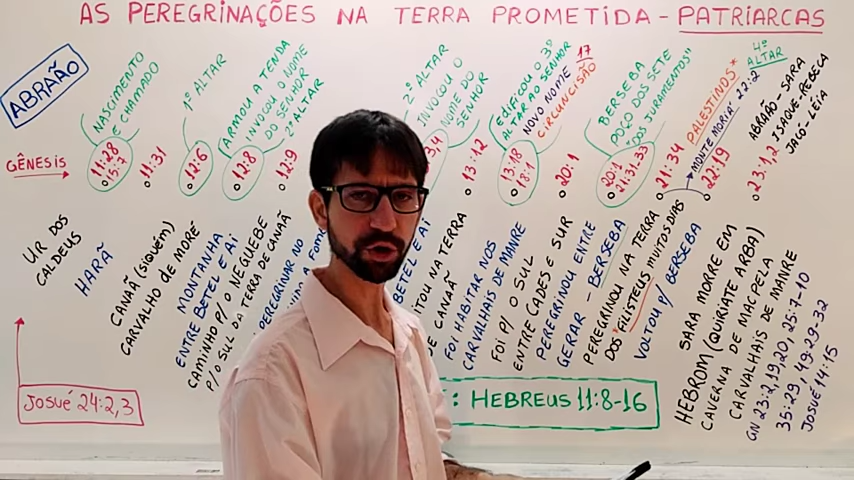 AS PEREGRINAÇÕES NA TERRA PROMETIDA - PATRIARCAS
ABRAÃO
NASCIMENTO
E CHAMADO
1º ALTAR
ARMOU A TENDA
INVOCOU O NOME
DO SENHOR
2º ALTAR
2º ALTAR
INVOCOU O
NOME DO
SENHOR
EDIFICOU O 3º
ALTAR AO SENHOR
NOVO NOME 17
CIRCUNCISÃO
BERSEBA
POÇO DOS SETE
"DOS JURAMENTOS"
PALESTINOS*
"MONTE MORIÁ" 22:2
4º
ALTAR
ABRAÃO - SARA
ISAQUE - REBECA
JACÓ - LÉIA
GÊNESIS
11:28
15:7
11:31
12:6
12:8
12:9
3,4
13:12
13:18
18:1
20:1
20:1
21:31,33
21:34
22:19
23:1,2
UR DOS
CALDEUS
HARÃ
CANAÃ (SIQUÉM)
CARVALHO DE MORÉ
MONTANHA
ENTRE BETEL E AI
CAMINHO P/ O NEGUEBE
P/ O SUL DA TERRA DE CANAÃ
PEREGRINAR NO
BETEL E AI
ITOU NA TERRA
DE CANAÃ
FOI HABITAR NOS
CARVALHAIS DE MANRE
FOI P/ O SUL
ENTRE CADES E SUR
PEREGRINOU ENTRE
GERAR - BERSEBA
PEREGRINOU NA TERRA
DOS "FILISTEUS" MUITOS DIAS
VOLTOU P/ BERSEBA
SARA MORRE EM
HEBROM (QUIRIATE ARBA)
CAVERNA DE MACPELA
CARVALHAIS DE MANRE
GN 23:2,19,20, 25:7-10
35:29, 49:29-32
JOSUÉ 14:15
JOSUÉ 24:2,3
: HEBREUS 11:8-16